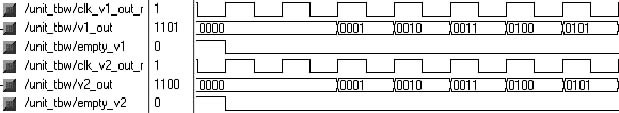 /unit_tbw/clk_v1_out_r 1
/unit_tbw/v1_out 1101 0000 0001 0010 0011 0100 0101
/unit_tbw/empty_v1 0
/unit_tbw/clk_v2_out_r 1
/unit_tbw/v2_out 1100 0000 0001 0010 0011 0100 0101
/unit_tbw/empty_v2 0